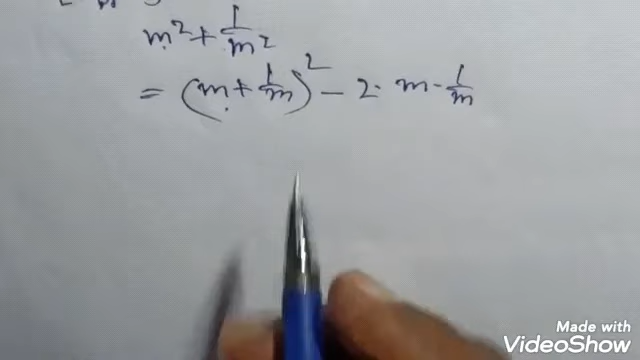 m² + 1/m²
= (m + 1/m)² - 2 · m · 1/m
Made with
VideoShow